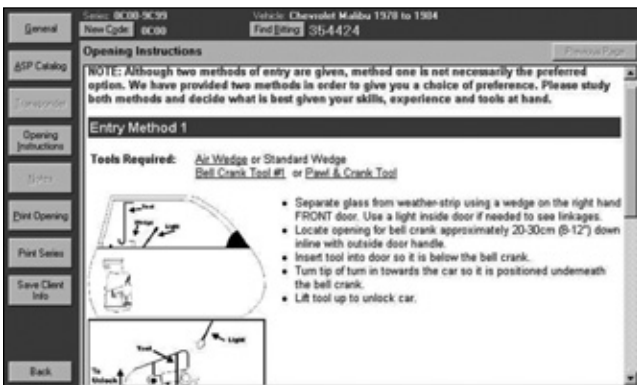 Series: 0C00-9C99
Vehicle: Chevrolet Malibu 1978 to 1984
General
New Code
0C00
Find Bitting
354424
Opening Instructions
Previous Page
ASP Catalog
NOTE: Although two methods of entry are given, method one is not necessarily the preferred
option. We have provided two methods in order to give you a choice of preference. Please study
both methods and decide what is best given your skills, experience and tools at hand.
Transponder
Entry Method 1
Opening
Instructions
Tools Required:
Air Wedge or Standard Wedge
Bell Crank Tool #1 or Pawl & Crank Tool
Notes
Tool
Wedge
Light
• Separate glass from weather-strip using a wedge on the right hand
FRONT door. Use a light inside door if needed to see linkages.
• Locate opening for bell crank approximately 20-30cm (8-12") down
inline with outside door handle.
• Insert tool into door so it is below the bell crank.
• Turn tip of turn in towards the car so it is positioned underneath
the bell crank.
• Lift tool up to unlock car.
Print Opening
Print Series
Save Client
Info
Tool
Light
To
Unlock
Back